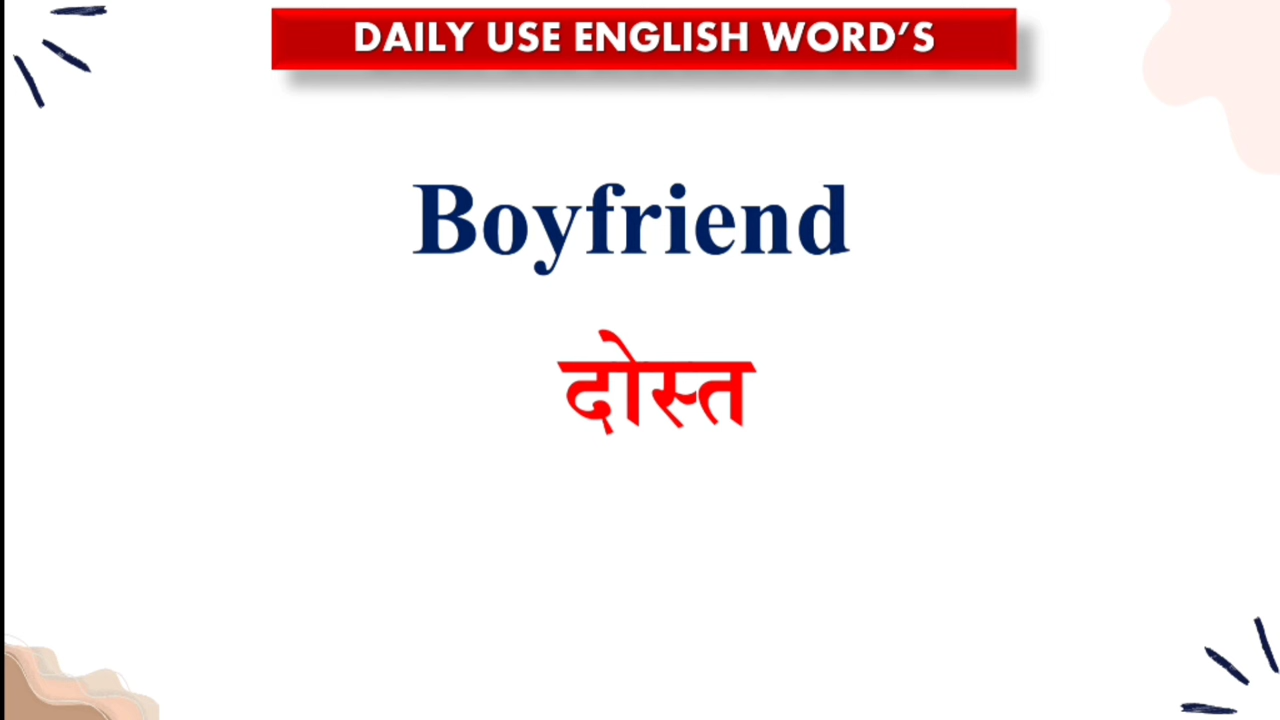 DAILY USE ENGLISH WORD’S
Boyfriend
दोस्त